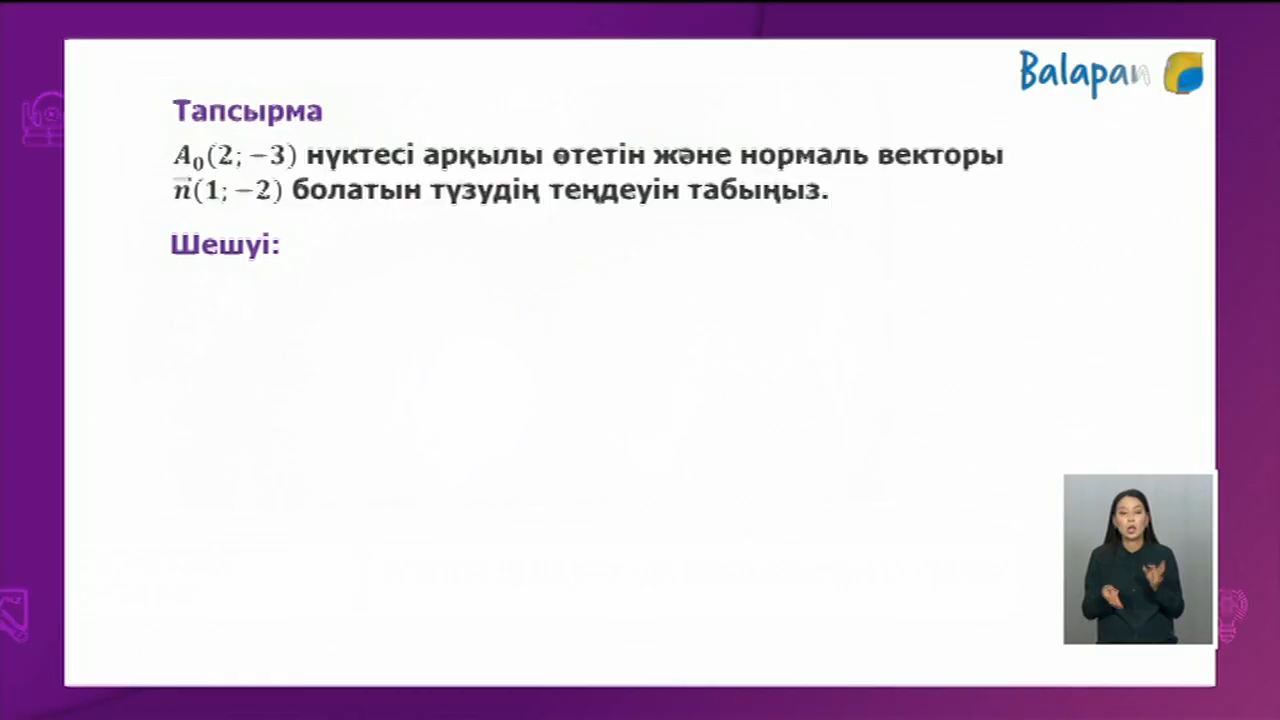 Balapan
Тапсырма
A₀(2; −3) нүктесі арқылы өтетін және нормаль векторы
n⃗(1; −2) болатын түзудің теңдеуін табыңыз.
Шешуі: